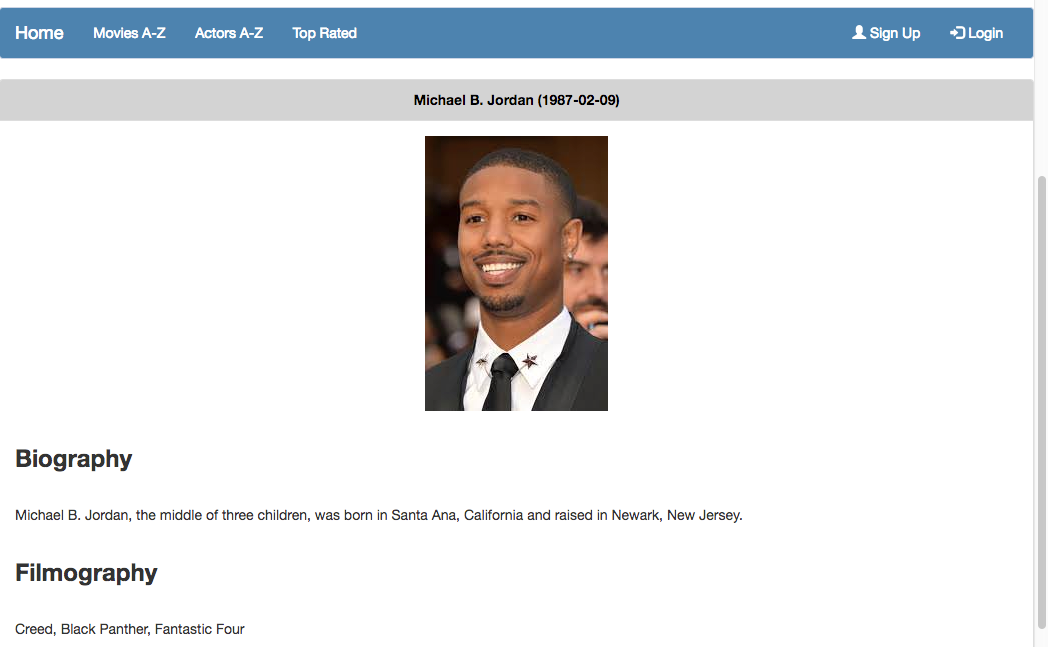 Home Movies A-Z Actors A-Z Top Rated Sign Up Login
Michael B. Jordan (1987-02-09)
Biography
Michael B. Jordan, the middle of three children, was born in Santa Ana, California and raised in Newark, New Jersey.
Filmography
Creed, Black Panther, Fantastic Four